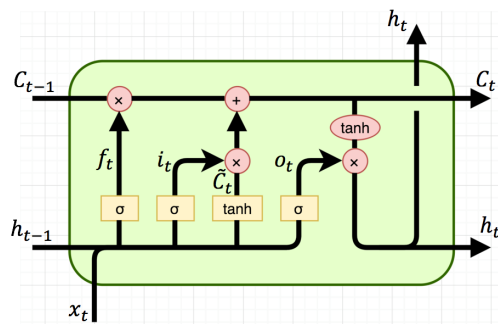 h_t
C_{t-1} × + C_t
tanh
f_t i_t × C̃_t o_t ×
σ σ tanh σ
h_{t-1} h_t
x_t